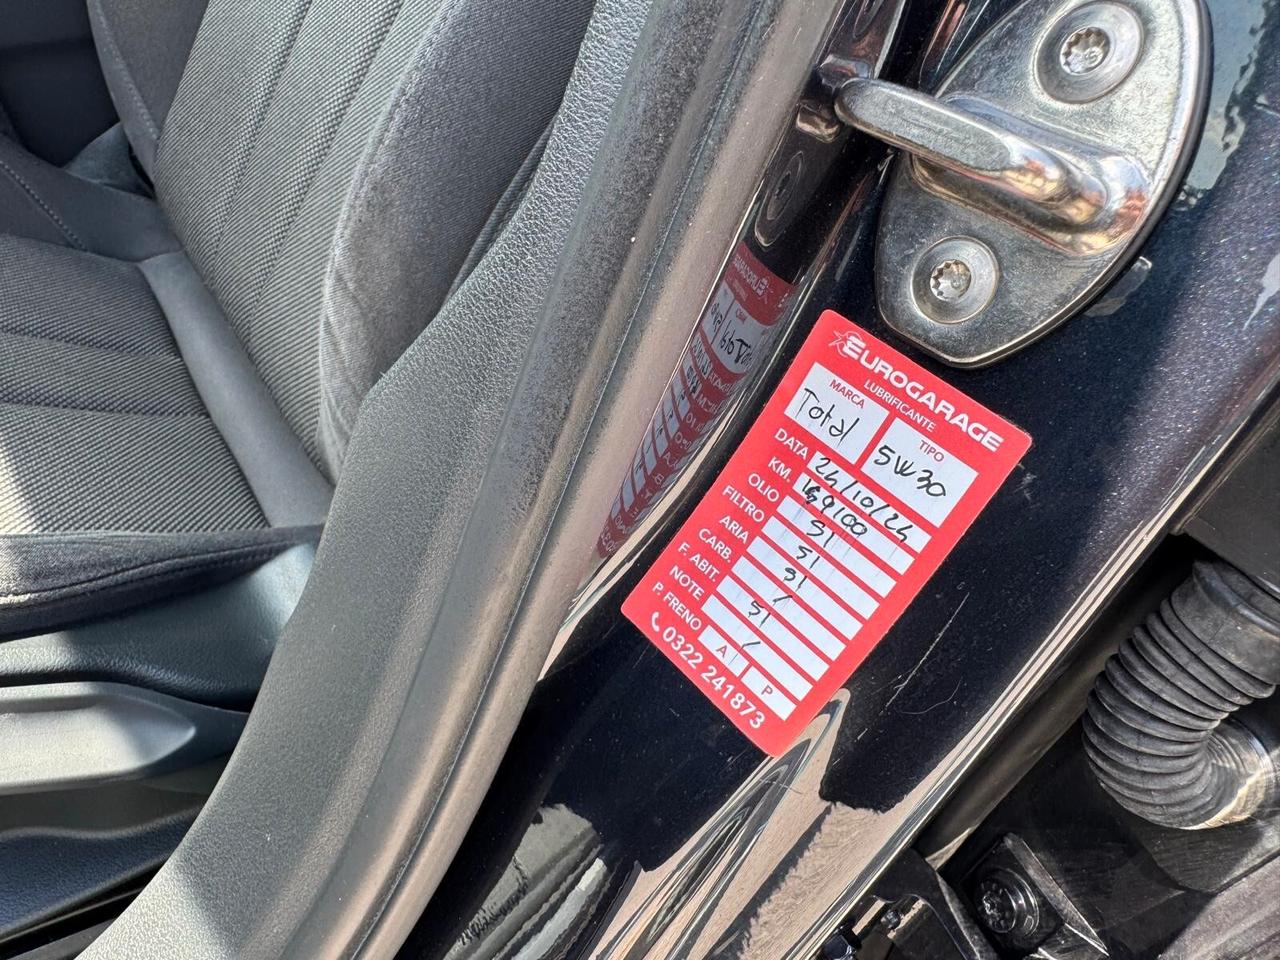 EUROGARAGE
LUBRIFICANTE
MARCA TIPO
Total 5W30
DATA 24/10/24
KM.
OLIO SI
FILTRO SI
ARIA SI
CARB. /
F. ABIT. SI
NOTE /
P. FRENO A P
0322 241873